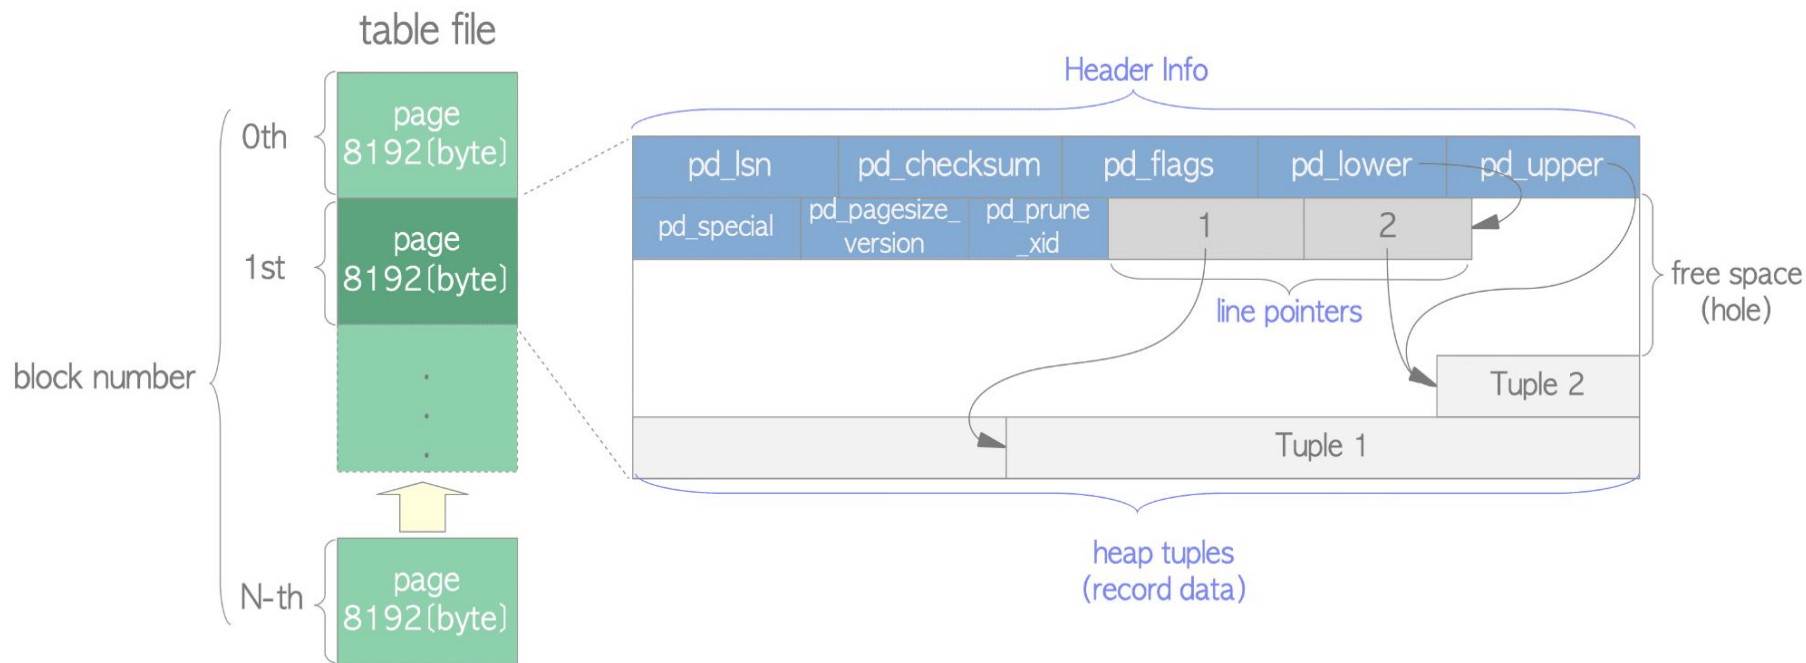 table file
block number
0th
page
8192(byte)
1st
page
8192(byte)
.
.
.
N-th
page
8192(byte)
Header Info
pd_lsn pd_checksum pd_flags pd_lower pd_upper
pd_special
pd_pagesize_
version
pd_prune
_xid
1 2
line pointers
free space
(hole)
Tuple 2
Tuple 1
heap tuples
(record data)